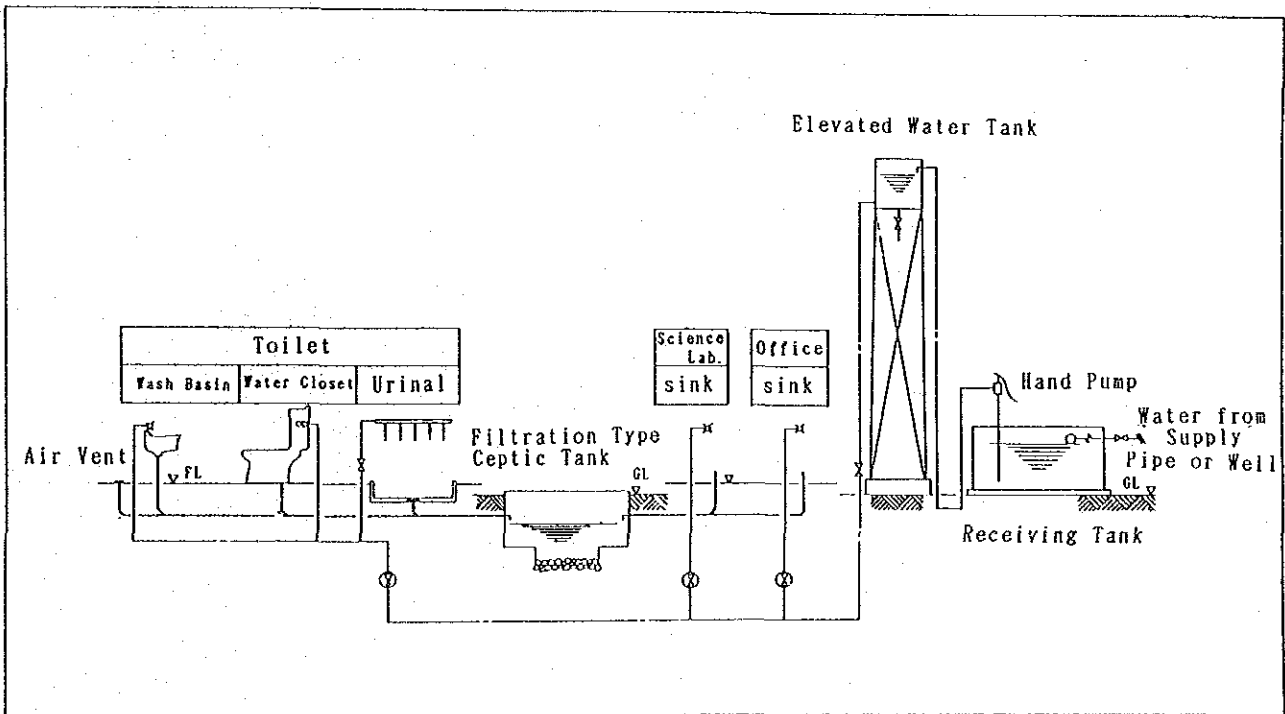 Elevated Water Tank
Toilet
Wash Basin
Water Closet
Urinal
Science
Lab.
sink
Office
sink
Hand Pump
Water from
Supply
Pipe or Well
GL
Air Vent
FL
Filtration Type
Ceptic Tank
GL
Receiving Tank